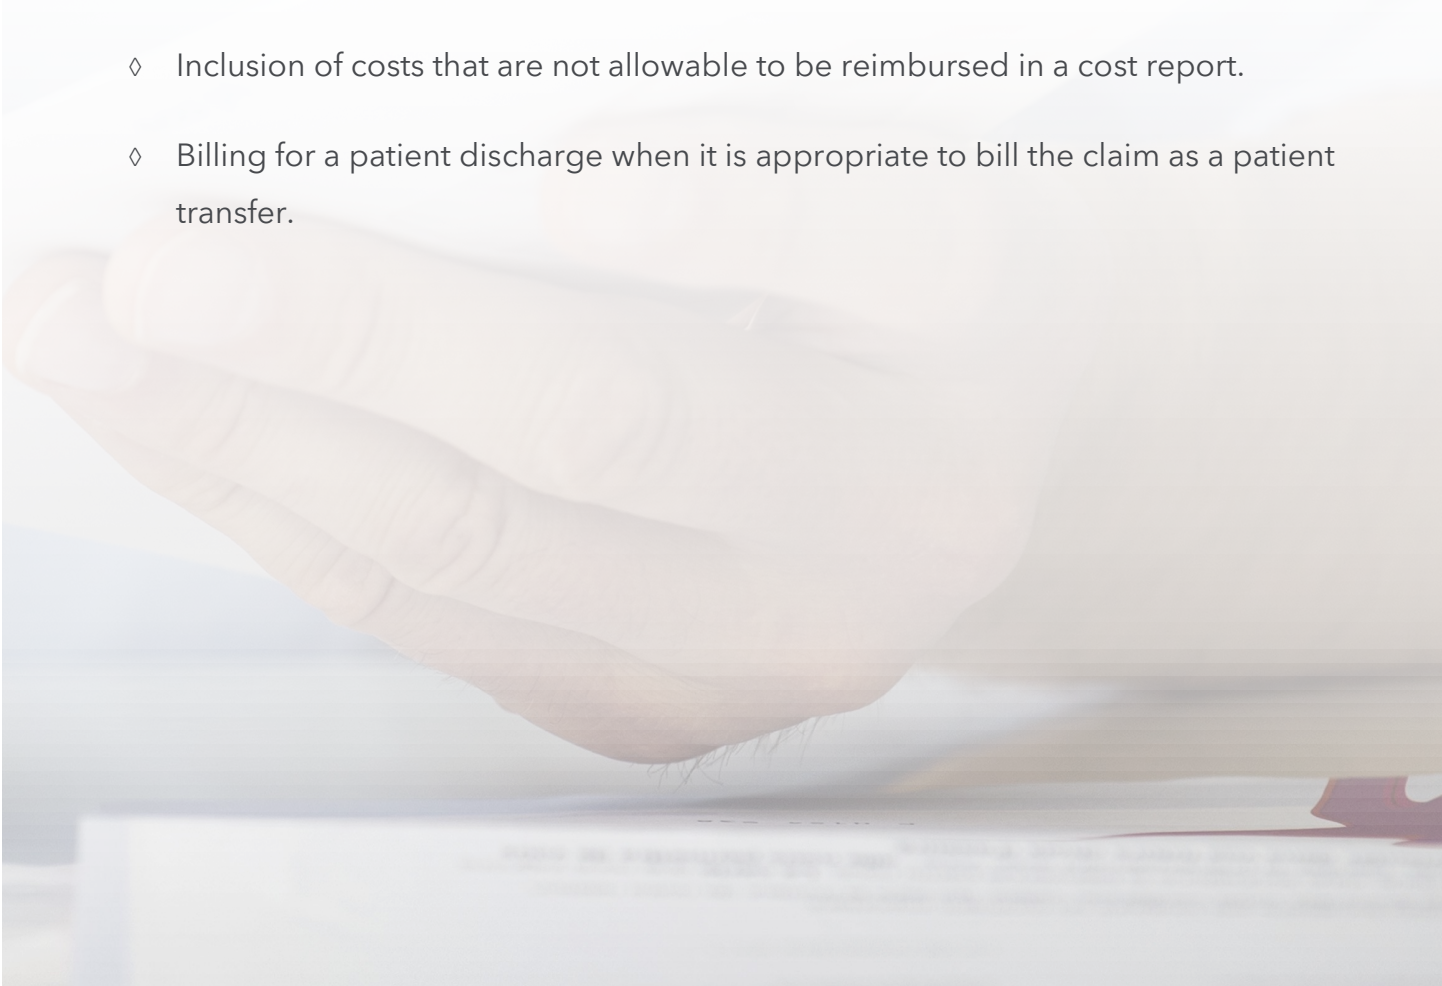 ◊ Inclusion of costs that are not allowable to be reimbursed in a cost report.
◊ Billing for a patient discharge when it is appropriate to bill the claim as a patient
transfer.